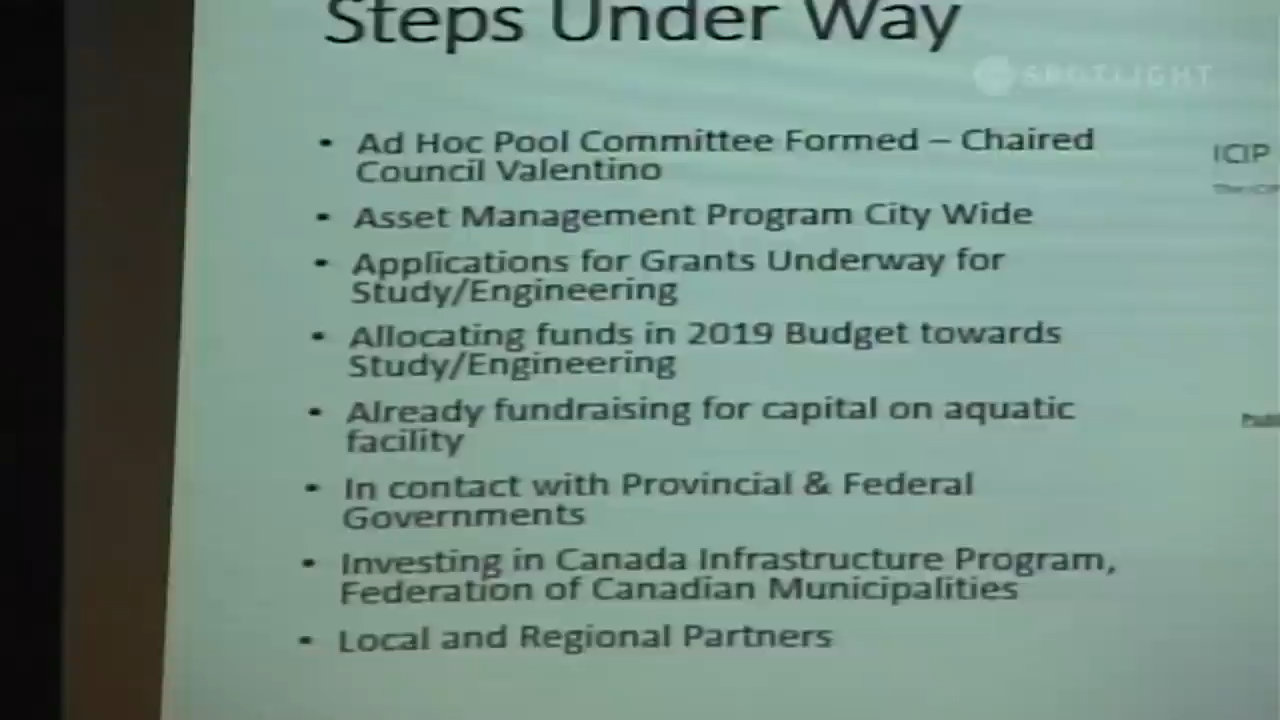 Steps Under Way
SPOTLIGHT
• Ad Hoc Pool Committee Formed – Chaired
Council Valentino
• Asset Management Program City Wide
• Applications for Grants Underway for
Study/Engineering
• Allocating funds in 2019 Budget towards
Study/Engineering
• Already fundraising for capital on aquatic
facility
• In contact with Provincial & Federal
Governments
• Investing in Canada Infrastructure Program,
Federation of Canadian Municipalities
• Local and Regional Partners
ICIP